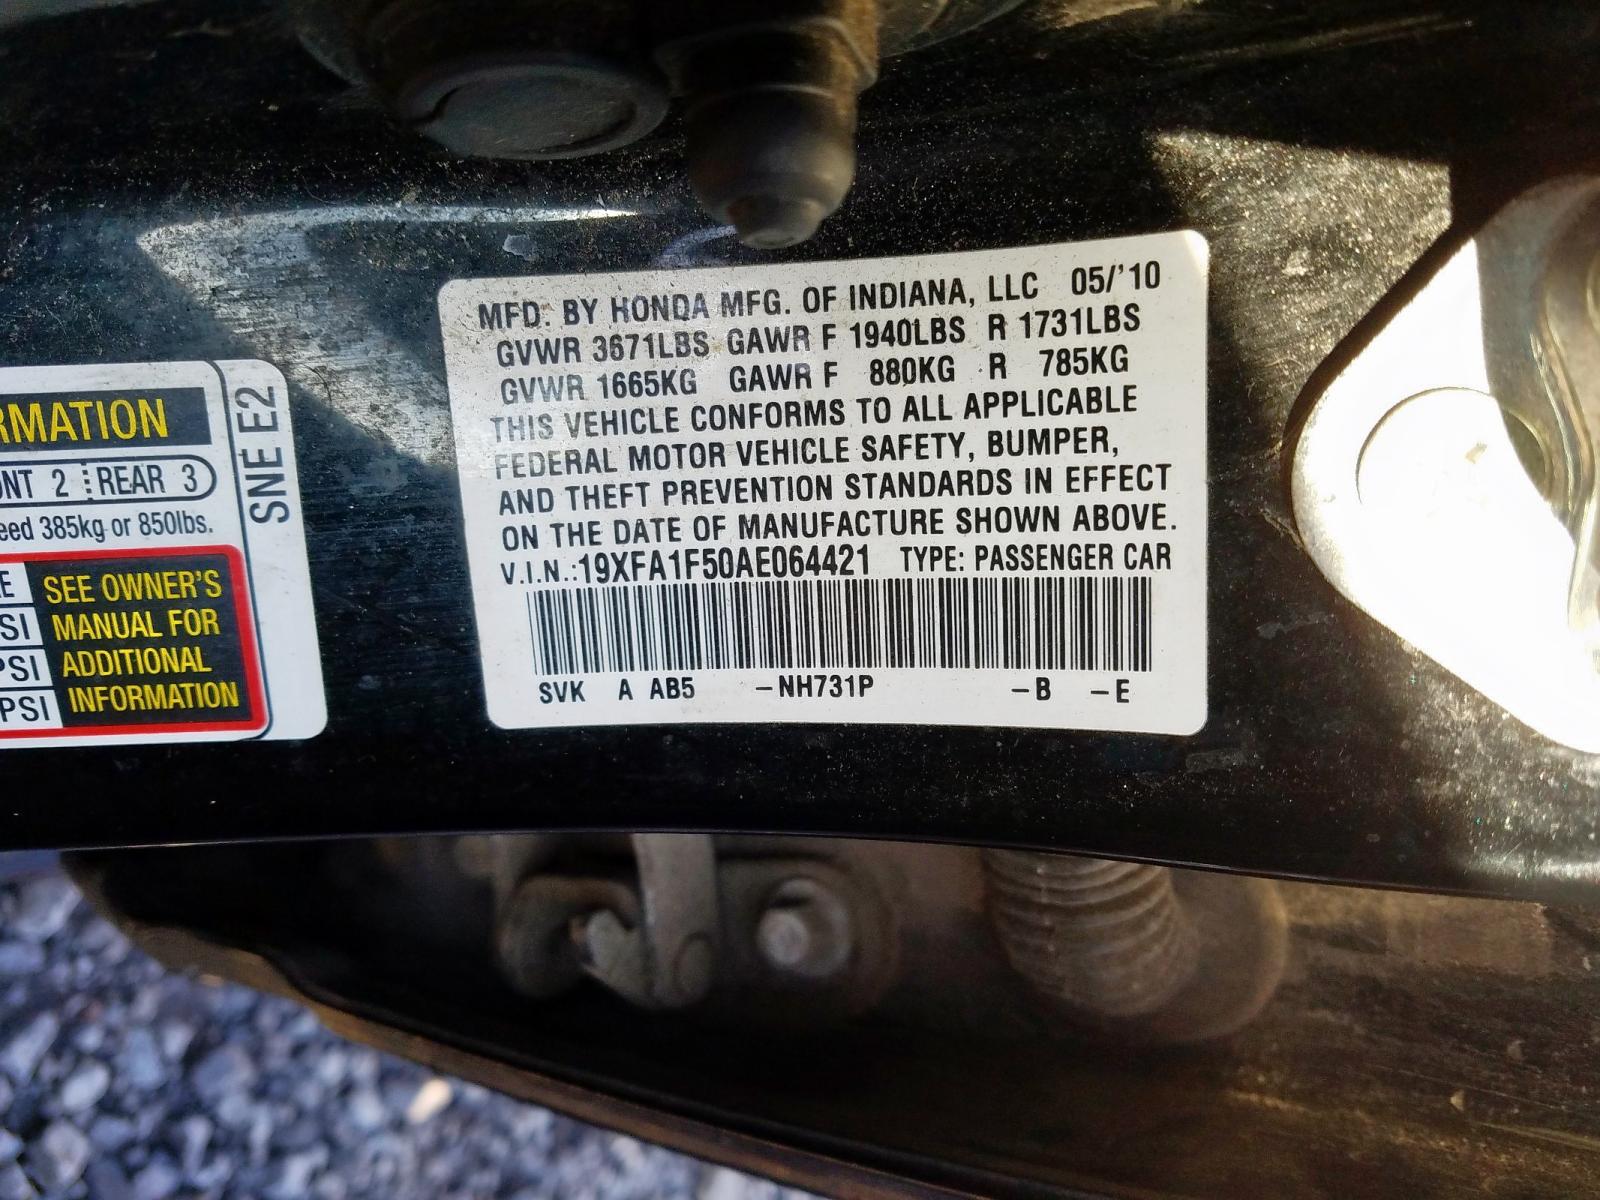 RMATION
ONT 2 REAR 3
eed 385kg or 850lbs.
SNE E2
E
SI
PSI
PSI
SEE OWNER'S
MANUAL FOR
ADDITIONAL
INFORMATION
MFD. BY HONDA MFG. OF INDIANA, LLC 05/'10
GVWR 3671LBS GAWR F 1940LBS R 1731LBS
GVWR 1665KG GAWR F 880KG R 785KG
THIS VEHICLE CONFORMS TO ALL APPLICABLE
FEDERAL MOTOR VEHICLE SAFETY, BUMPER,
AND THEFT PREVENTION STANDARDS IN EFFECT
ON THE DATE OF MANUFACTURE SHOWN ABOVE.
V.I.N.:19XFA1F50AE064421 TYPE: PASSENGER CAR
SVK A AB5 -NH731P -B -E